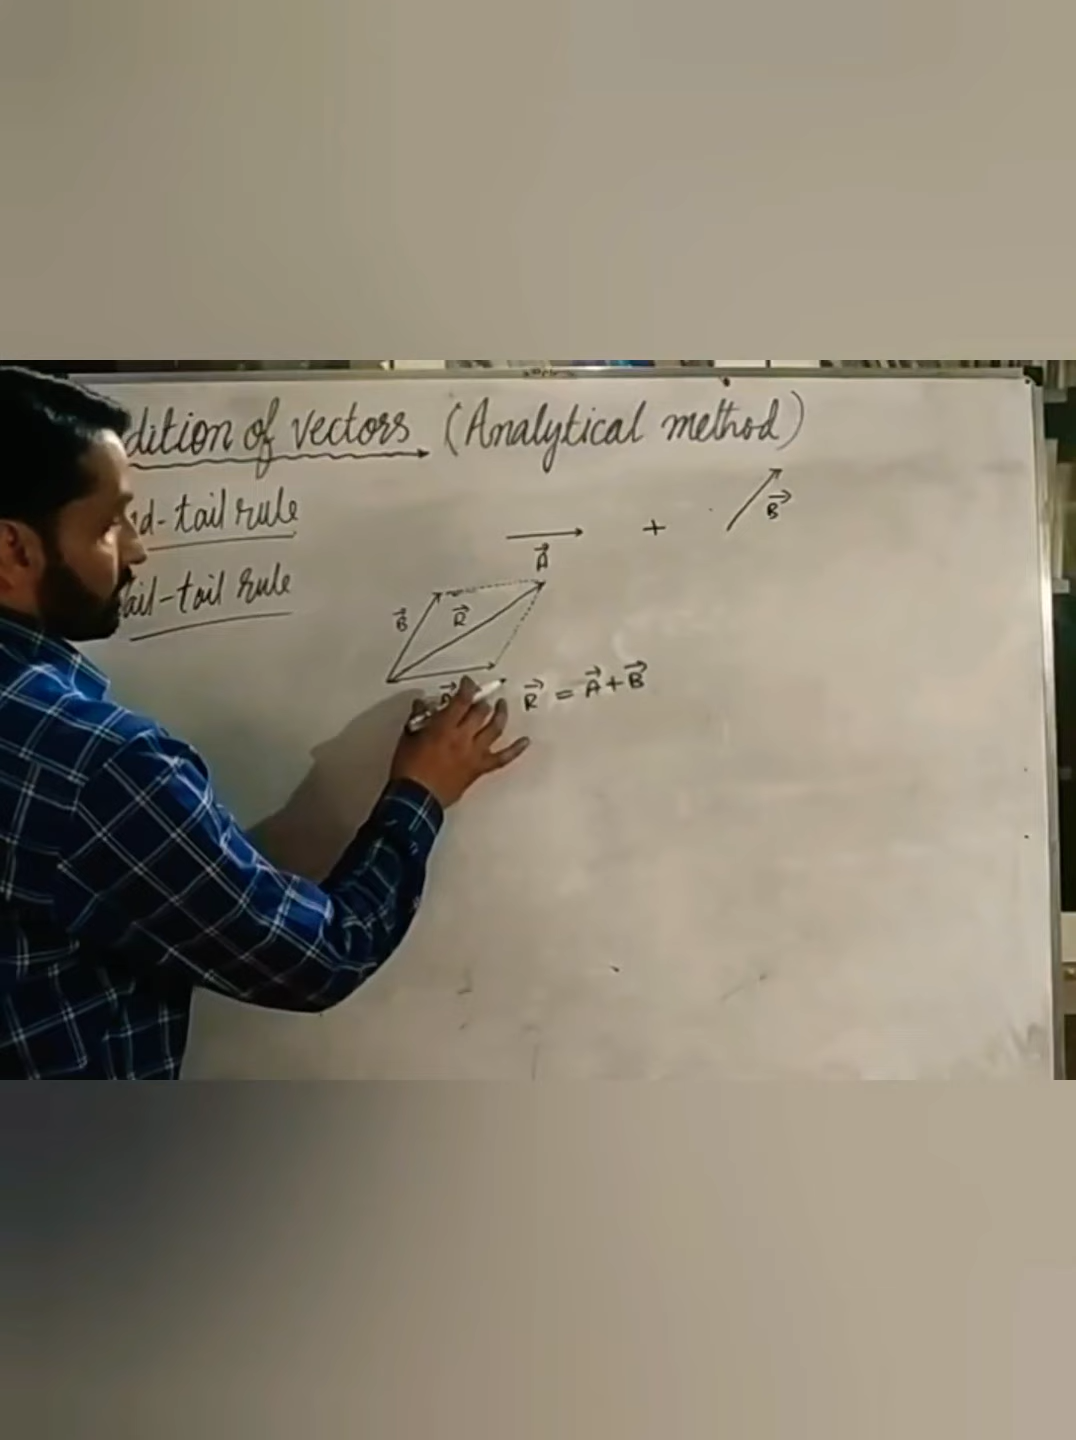 dition of vectors (Analytical method)
d-tail rule
ail-tail rule
A⃗ + B⃗
B⃗ R⃗
A⃗
R⃗ = A⃗ + B⃗